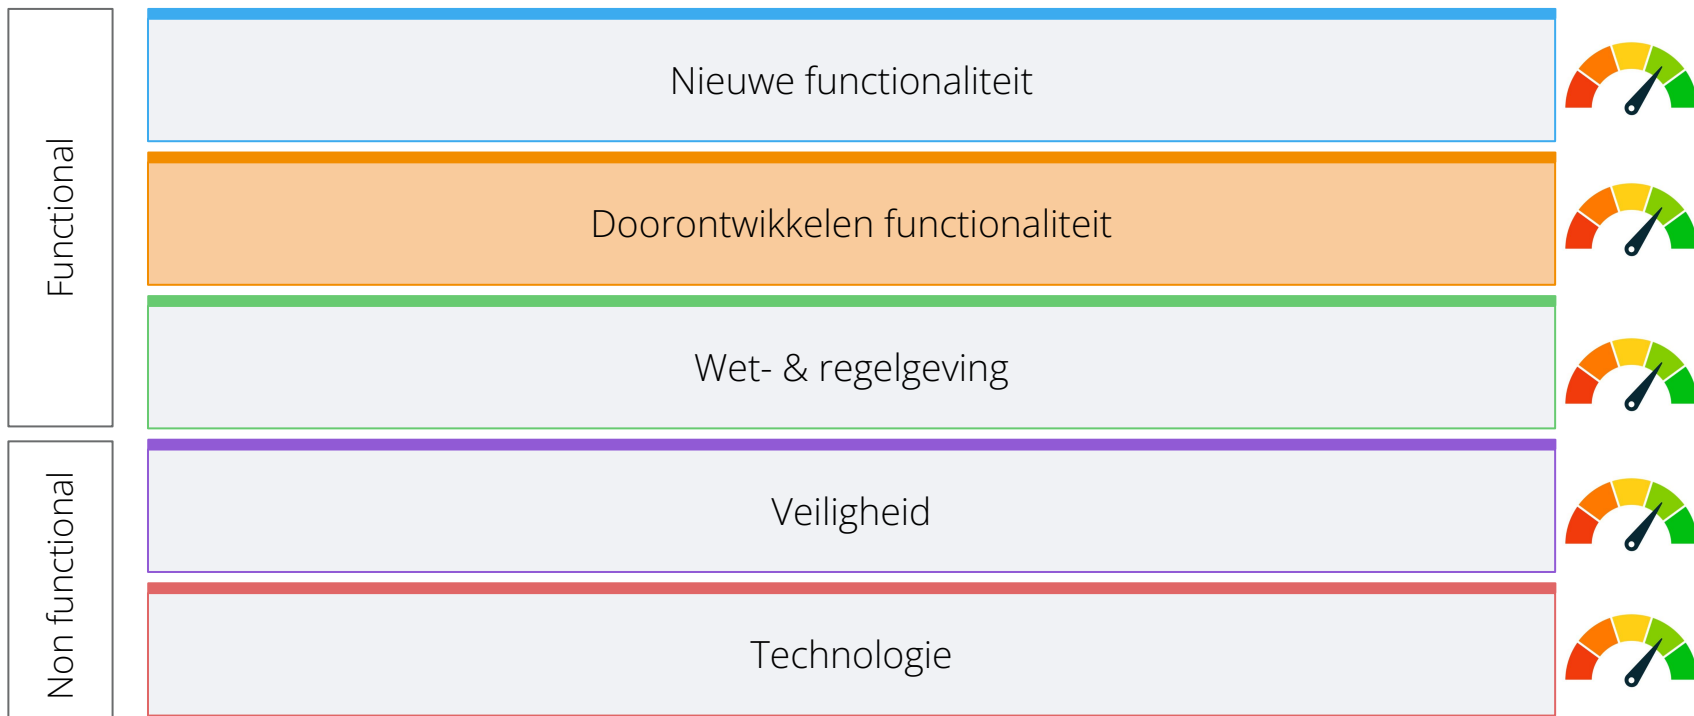 Functional
Nieuwe functionaliteit
Doorontwikkelen functionaliteit
Wet- & regelgeving
Non functional
Veiligheid
Technologie